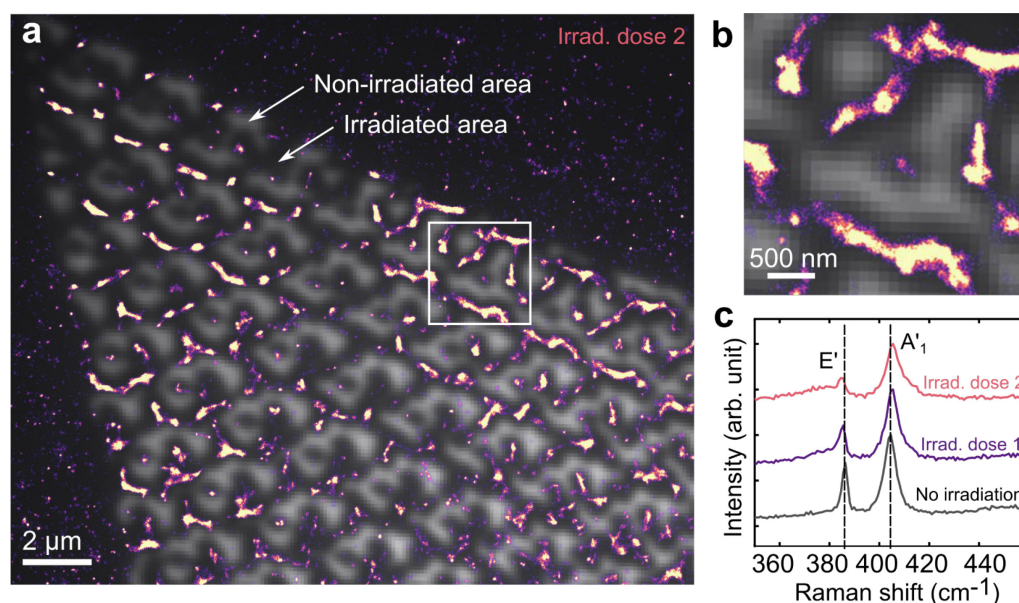 a
Irrad. dose 2
Non-irradiated area
Irradiated area
2 µm
b
500 nm
c
E'
A'1
Irrad. dose 2
Irrad. dose 1
No irradiation
Intensity (arb. unit)
360 380 400 420 440
Raman shift (cm-1)